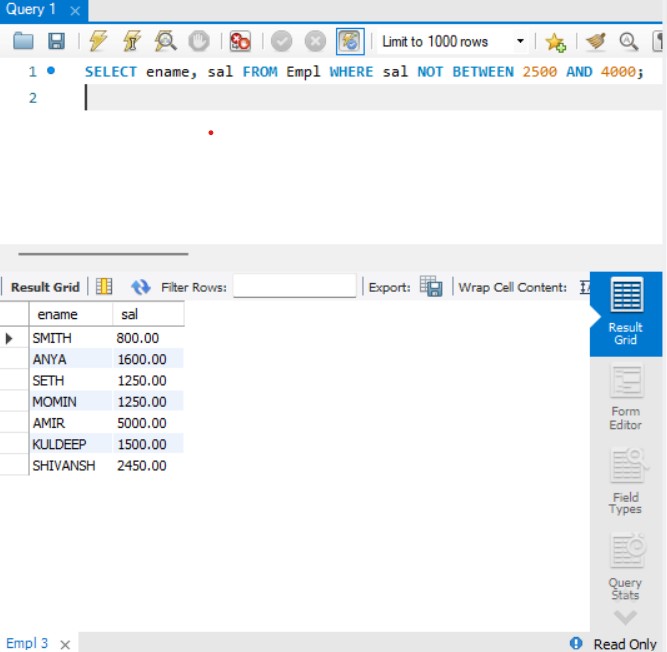 Query 1
Limit to 1000 rows
1 SELECT ename, sal FROM Empl WHERE sal NOT BETWEEN 2500 AND 4000;
2
Result Grid Filter Rows: Export: Wrap Cell Content:
ename sal
SMITH 800.00
ANYA 1600.00
SETH 1250.00
MOMIN 1250.00
AMIR 5000.00
KULDEEP 1500.00
SHIVANSH 2450.00
Result
Grid
Form
Editor
Field
Types
Query
Stats
Empl 3 Read Only